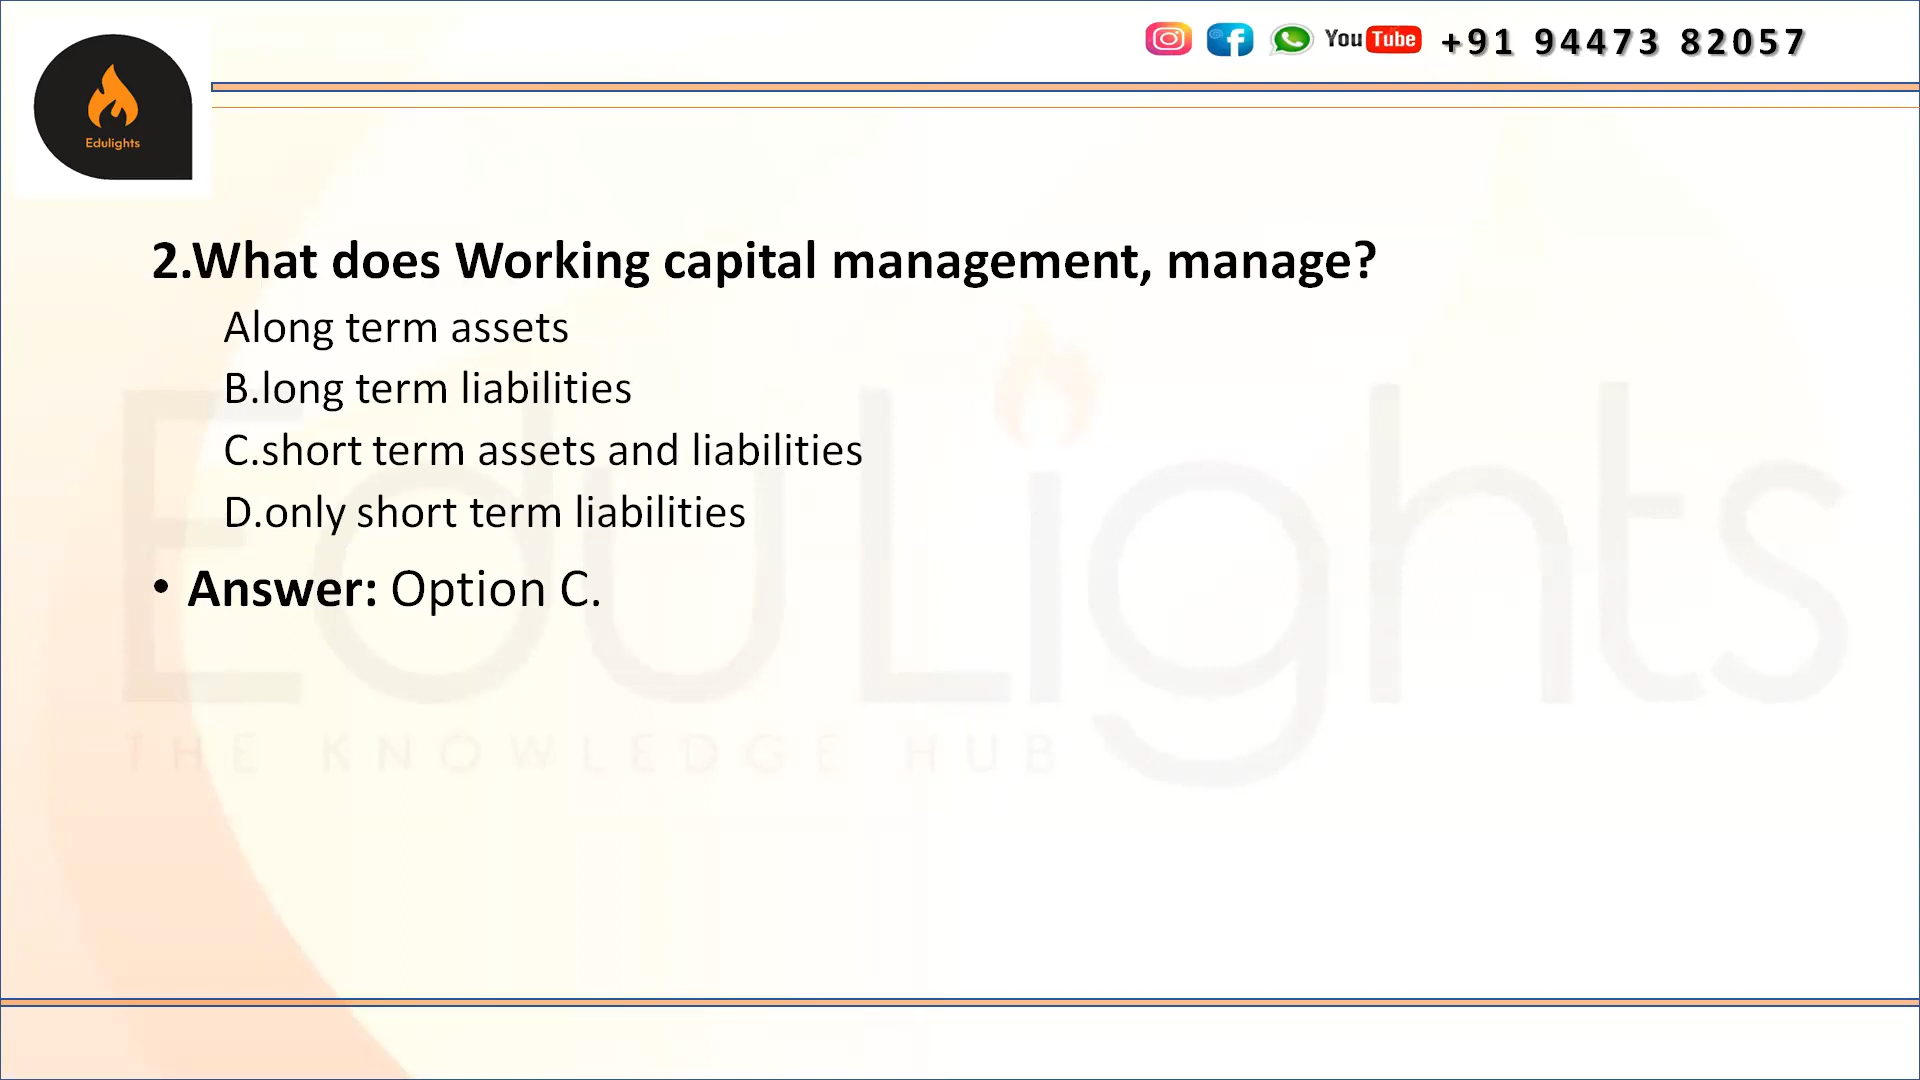 You Tube +91 94473 82057
Edulights
2.What does Working capital management, manage?
Along term assets
B.long term liabilities
C.short term assets and liabilities
D.only short term liabilities
• Answer: Option C.
EduLights
THE KNOWLEDGE HUB